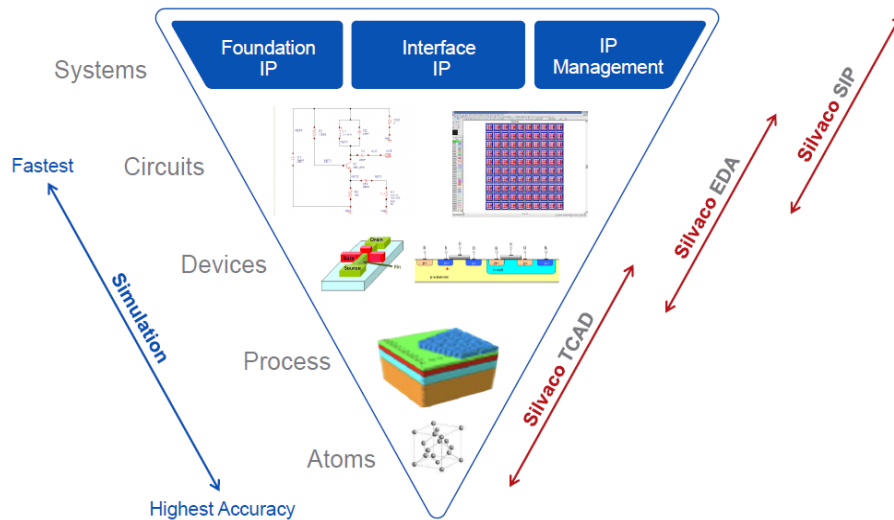 Foundation
IP
Interface
IP
IP
Management
Systems
Circuits
Devices
Process
Atoms
Fastest
Simulation
Highest Accuracy
Silvaco TCAD
Silvaco EDA
Silvaco SIP
Drain
Source
Fin